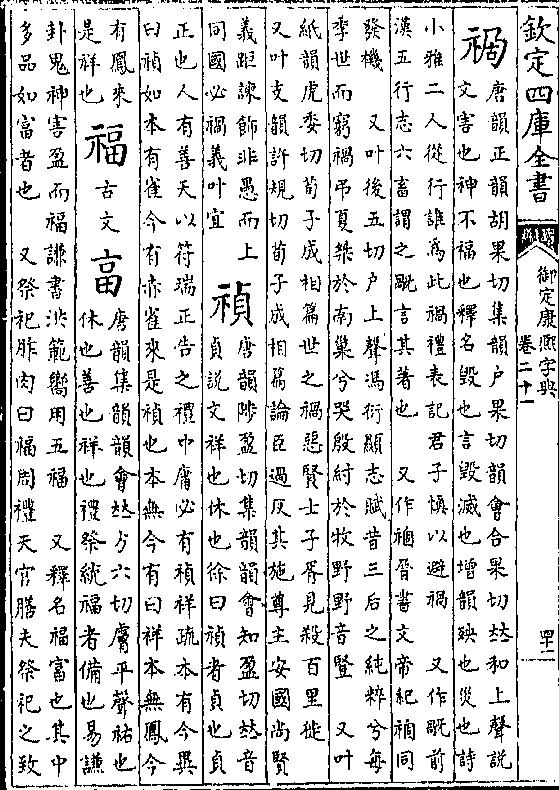 欽定四庫全書
御定康熙字典
卷二十一
罕二
禍
唐韻正韻胡果切集韻户果切韻會合果切𠀤和上聲說
文害也神不福也釋名毀也言毀滅也增韻殃也災也詩
小雅二人從行誰為此禍禮表記君子慎以避禍 又作𣄸前
漢五行志六畜謂之𣄸言其著也 又作禍晉書文帝紀禍同
發機 又叶後五切户上聲馮衍顯志賦昔三后之純粹兮每
季世而窮禍弔夏桀於南巢兮哭殷紂於牧野野音豎 又叶
紙韻虎委切荀子成相篇世之禍惡賢士子胥見殺百里徙
又叶支韻許規切荀子成相篇論臣過反其施尊主安國尚賢
義距諫飾非愚而上
同國必禍義叶宜
禎
唐韻陟盈切集韻韻會知盈切𠀤音
貞說文祥也休也徐曰禎者貞也貞
正也人有善天以符瑞正告之禮中庸必有禎祥疏本有今異
曰禎如本有雀今有赤雀來是禎也本無今有曰祥本無鳳今
有鳳來
是祥也
福
古文
畐
唐韻集韻韻會𠀤方六切膚平聲祐也
休也善也祥也禮祭統福者備也易謙
卦鬼神害盈而福謙書洪範嚮用五福 又釋名福富也其中
多品如富者也 又祭祀胙肉曰福周禮天官膳夫祭祀之致